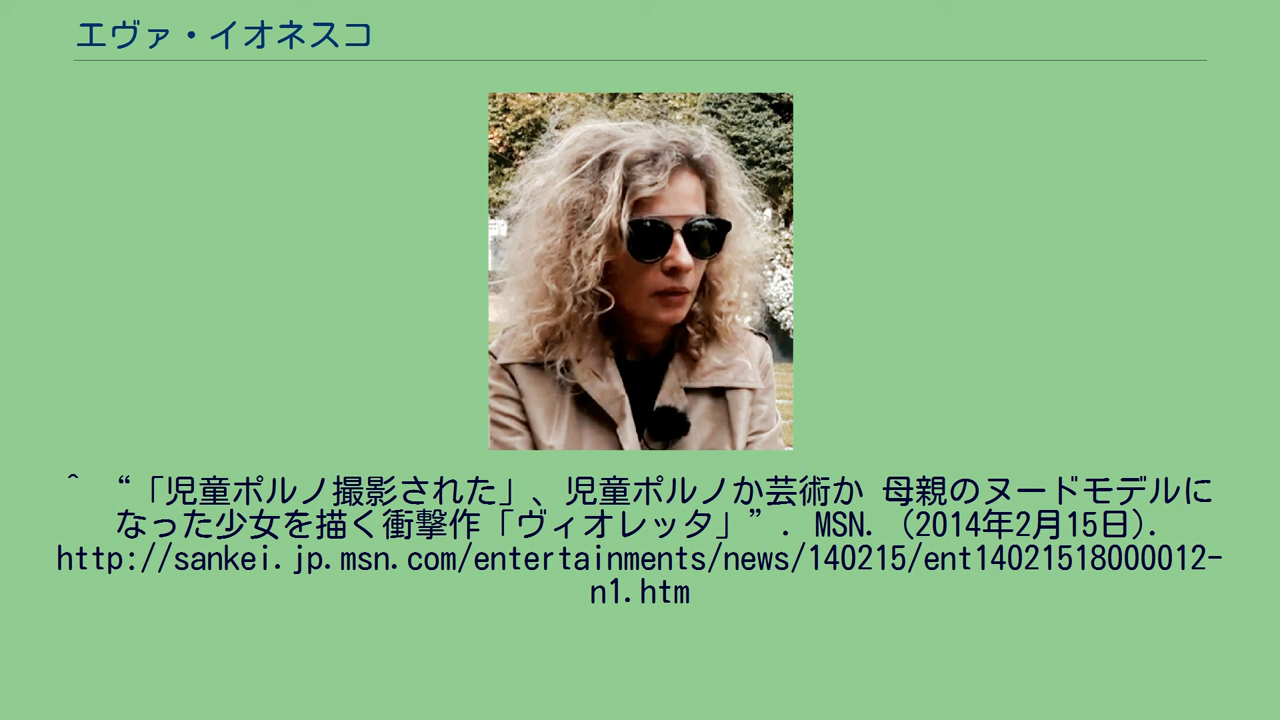 エヴァ・イオネスコ
^ “「児童ポルノ撮影された」、児童ポルノか芸術か 母親のヌードモデルに
なった少女を描く衝撃作「ヴィオレッタ」”. MSN. (2014年2月15日).
http://sankei.jp.msn.com/entertainments/news/140215/ent14021518000012-
n1.htm